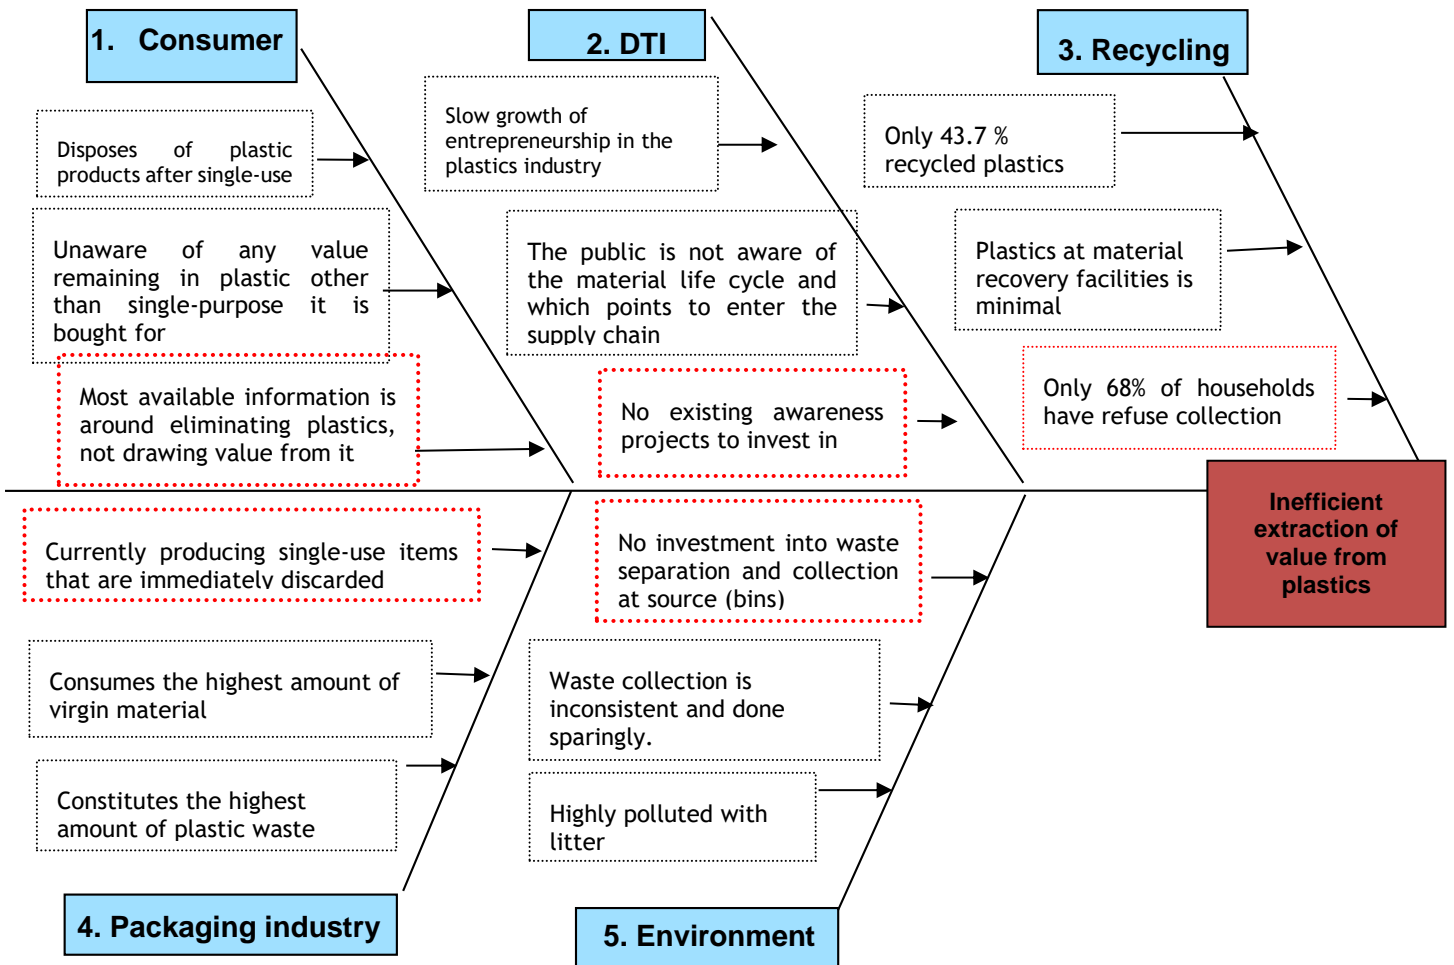 1. Consumer
2. DTI
3. Recycling
Disposes of plastic
products after single-use
Unaware of any value
remaining in plastic other
than single-purpose it is
bought for
Most available information is
around eliminating plastics,
not drawing value from it
Slow growth of
entrepreneurship in the
plastics industry
The public is not aware of
the material life cycle and
which points to enter the
supply chain
No existing awareness
projects to invest in
Only 43.7 %
recycled plastics
Plastics at material
recovery facilities is
minimal
Only 68% of households
have refuse collection
Inefficient
extraction of
value from
plastics
Currently producing single-use items
that are immediately discarded
Consumes the highest amount of
virgin material
Constitutes the highest
amount of plastic waste
No investment into waste
separation and collection
at source (bins)
Waste collection is
inconsistent and done
sparingly.
Highly polluted with
litter
4. Packaging industry
5. Environment